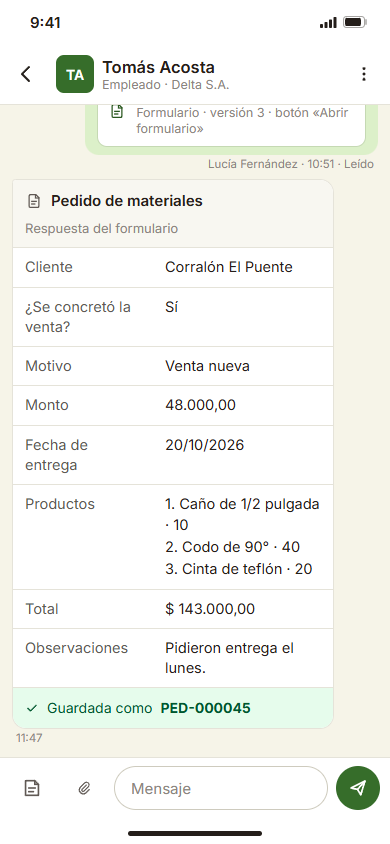 9:41
TA
Tomás Acosta
Empleado · Delta S.A.
Formulario · versión 3 · botón «Abrir
formulario»
Lucía Fernández · 10:51 · Leído
Pedido de materiales
Respuesta del formulario
Cliente
Corralón El Puente
¿Se concretó la
venta?
Sí
Motivo
Venta nueva
Monto
48.000,00
Fecha de
entrega
20/10/2026
Productos
1. Caño de 1/2 pulgada
· 10
2. Codo de 90° · 40
3. Cinta de teflón · 20
Total
$ 143.000,00
Observaciones
Pidieron entrega el
lunes.
Guardada como PED-000045
11:47
Mensaje